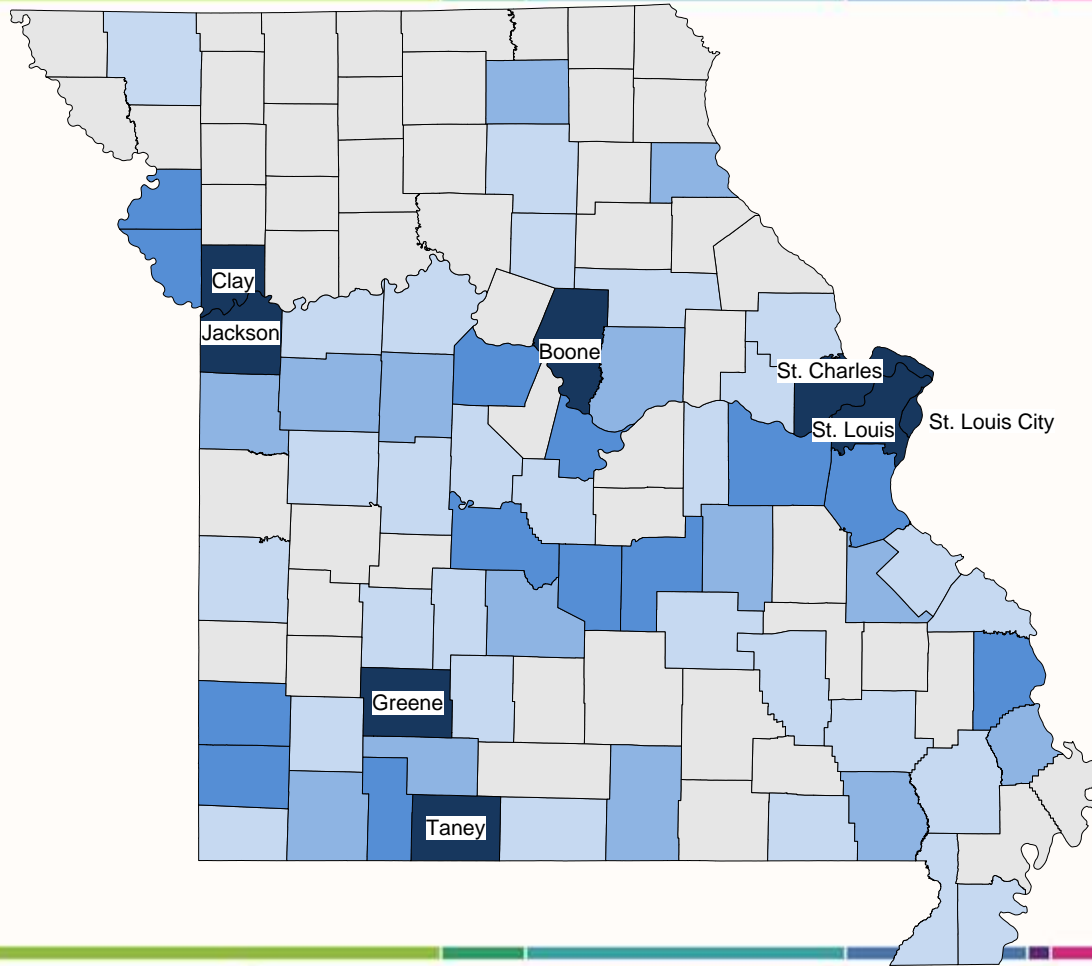 Clay
Jackson
Boone
St. Charles
St. Louis City
St. Louis
Greene
Taney